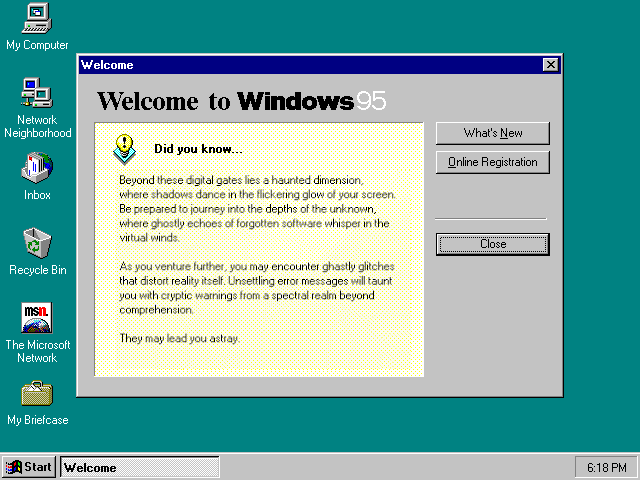 My Computer
Network
Neighborhood
Inbox
Recycle Bin
msn.
The Microsoft
Network
My Briefcase
Welcome
Welcome to Windows 95
Did you know...
Beyond these digital gates lies a haunted dimension,
where shadows dance in the flickering glow of your screen.
Be prepared to journey into the depths of the unknown,
where ghostly echoes of forgotten software whisper in the
virtual winds.
As you venture further, you may encounter ghastly glitches
that distort reality itself. Unsettling error messages will taunt
you with cryptic warnings from a spectral realm beyond
comprehension.
They may lead you astray.
What's New
Online Registration
Close
Start
Welcome
6:18 PM